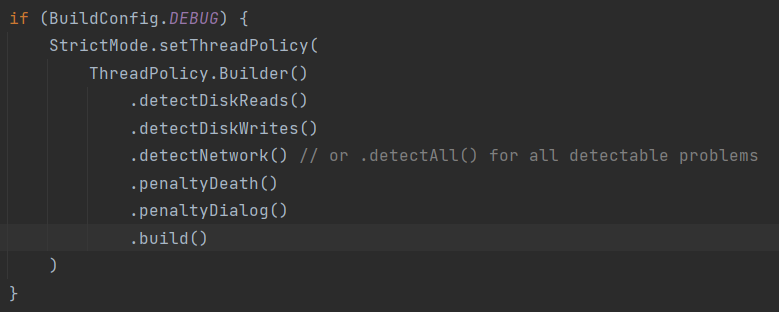 if (BuildConfig.DEBUG) {
    StrictMode.setThreadPolicy(
        ThreadPolicy.Builder()
            .detectDiskReads()
            .detectDiskWrites()
            .detectNetwork() // or .detectAll() for all detectable problems
            .penaltyDeath()
            .penaltyDialog()
            .build()
    )
}